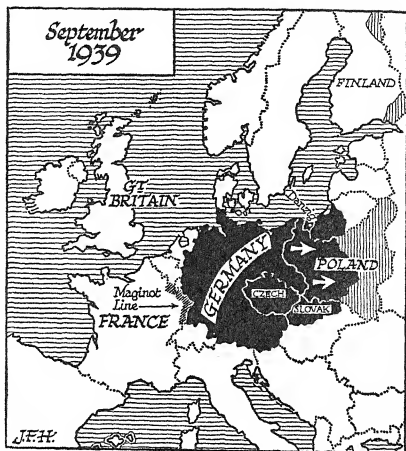 September
1939
FINLAND
GT
BRITAIN
GERMANY
POLAND
CZECH
SLOVAK
Maginot
Line
FRANCE
J.F.H.